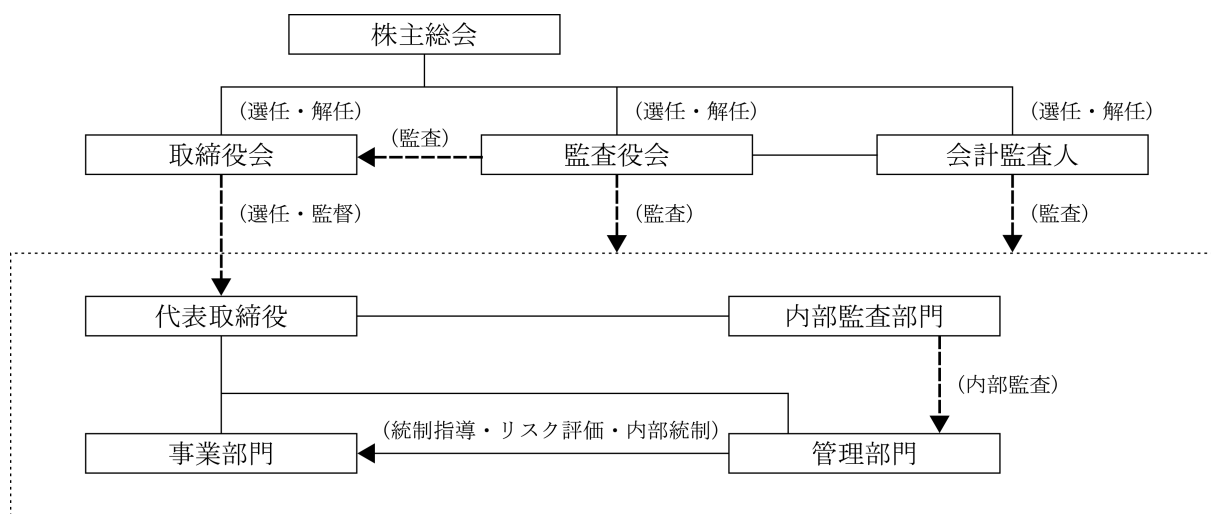 株主総会
(選任・解任)
(選任・解任)
(選任・解任)
取締役会
(監査)
監査役会
会計監査人
(選任・監督)
(監査)
(監査)
代表取締役
内部監査部門
(内部監査)
(統制指導・リスク評価・内部統制)
事業部門
管理部門